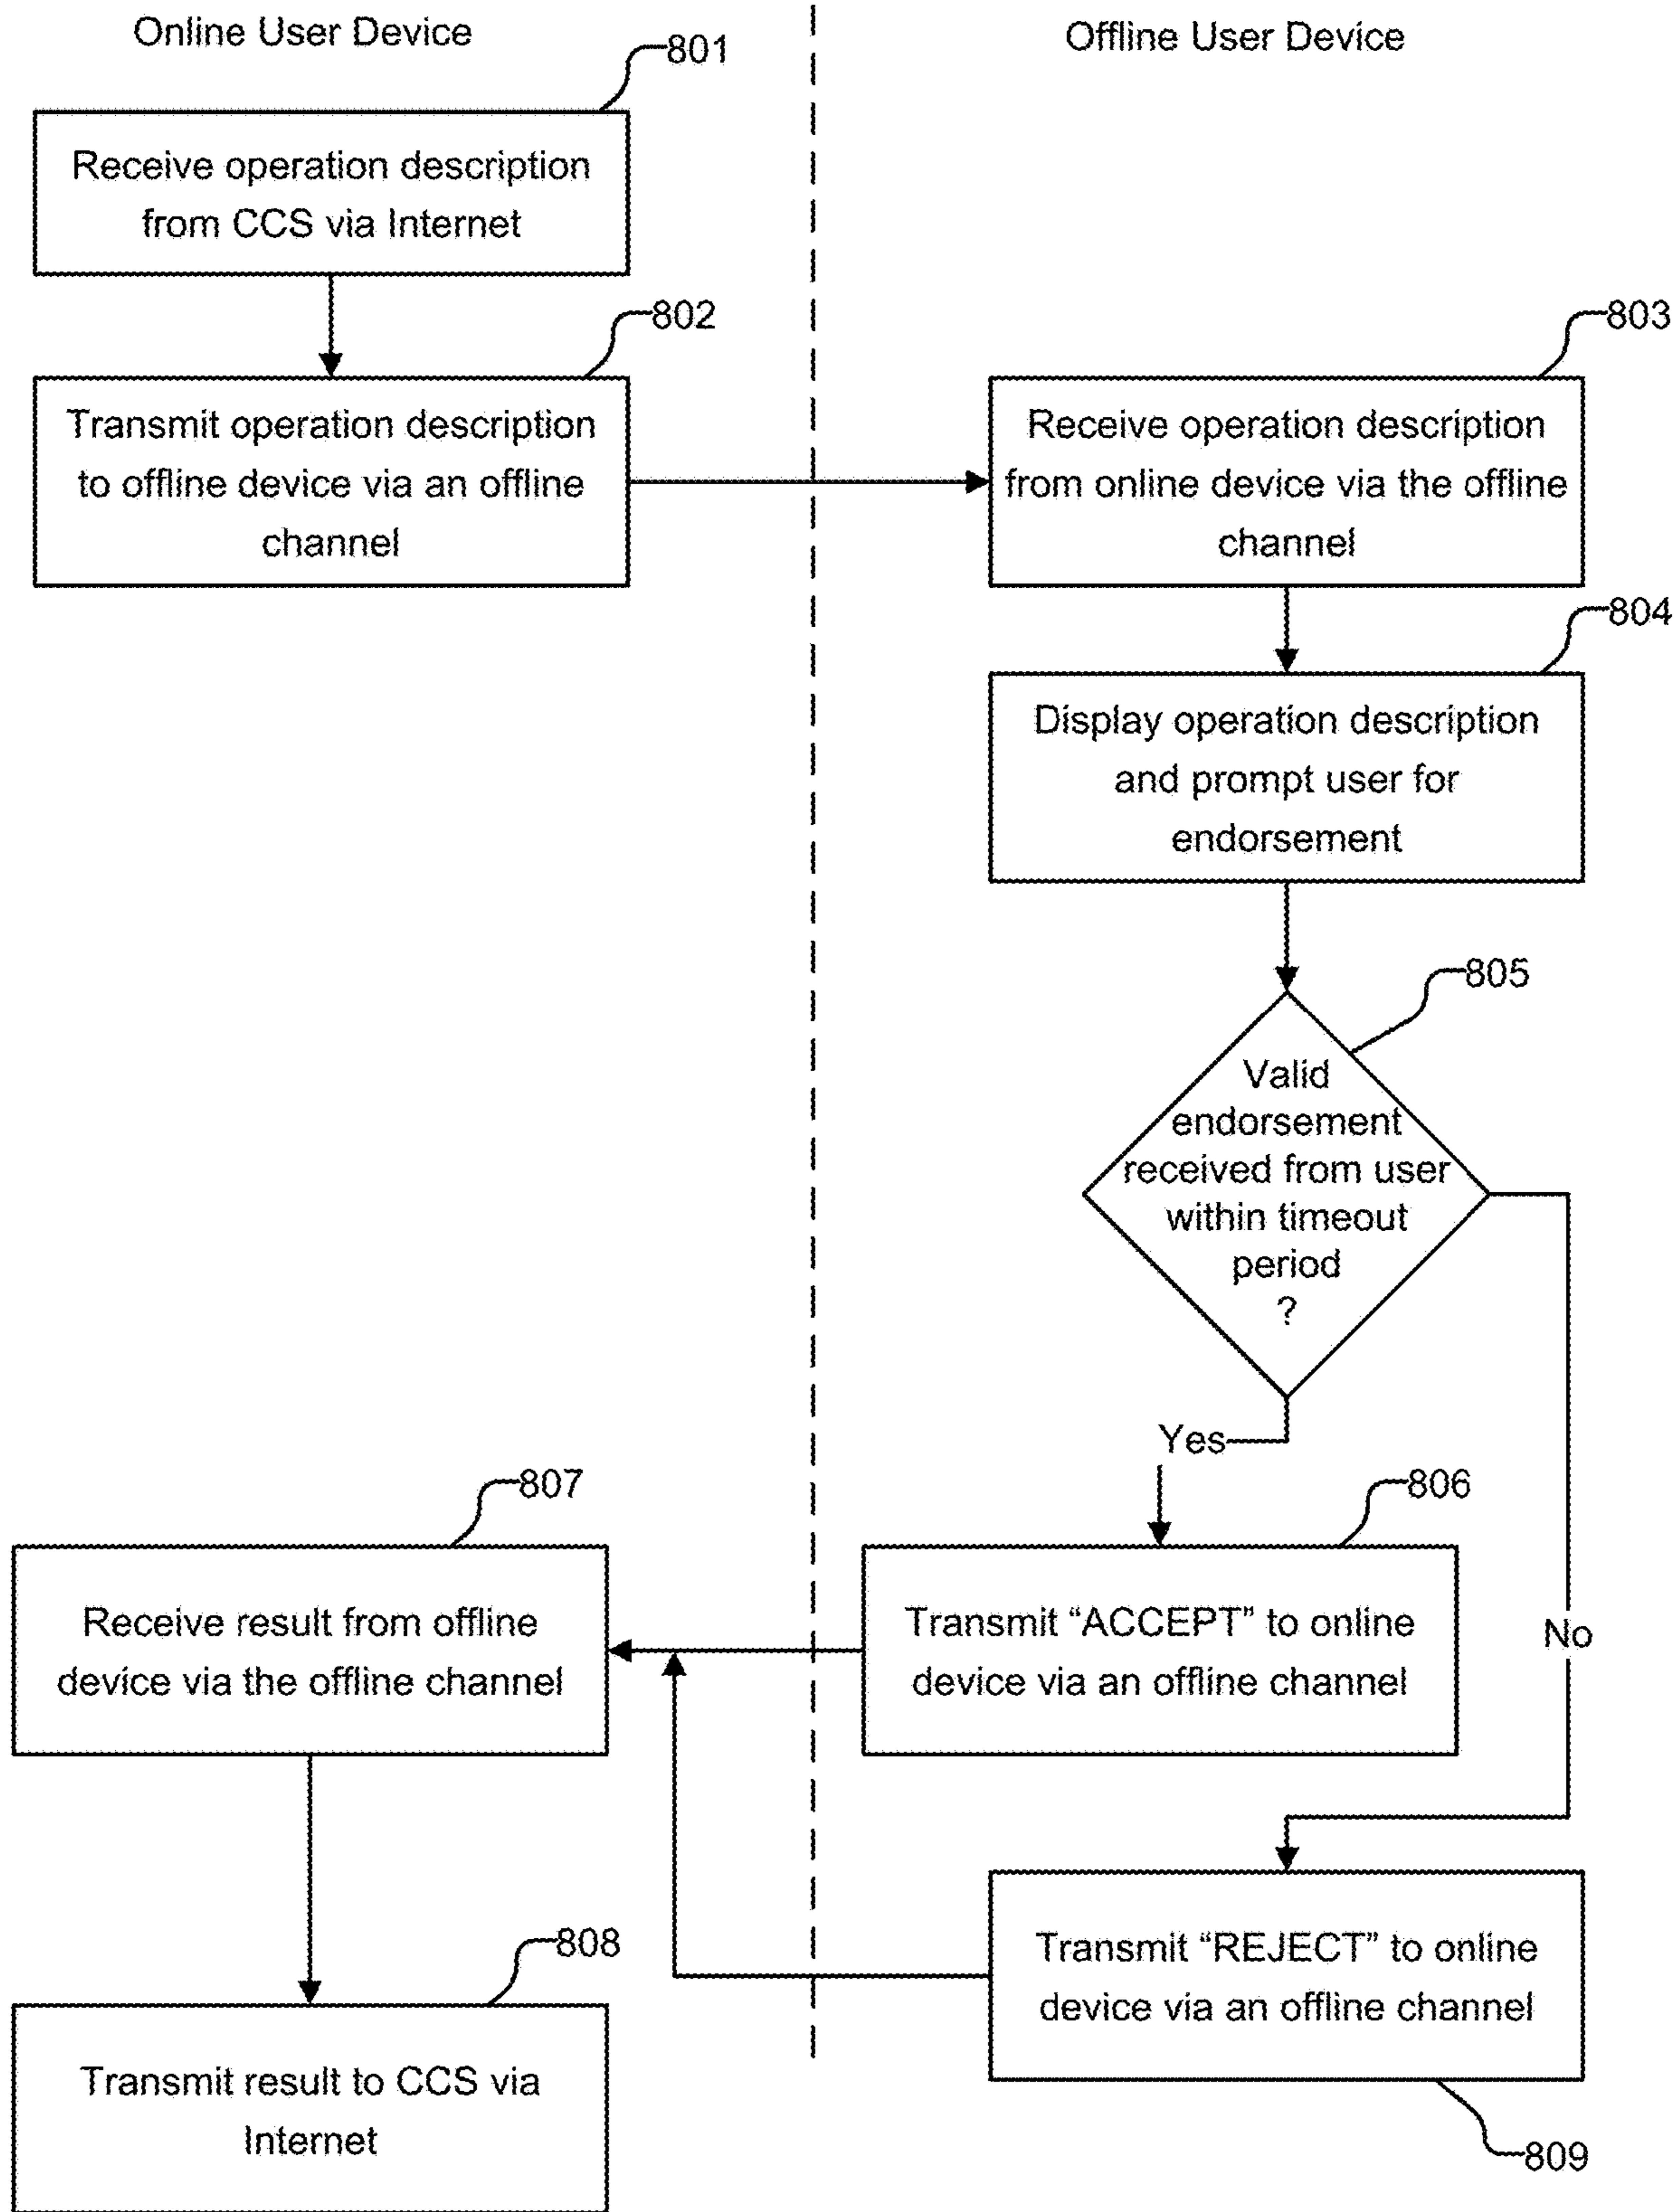 Online User Device
Offline User Device
801
Receive operation description
from CCS via Internet
802
Transmit operation description
to offline device via an offline
channel
803
Receive operation description
from online device via the offline
channel
804
Display operation description
and prompt user for
endorsement
805
Valid
endorsement
received from user
within timeout
period
?
Yes
No
806
Transmit “ACCEPT” to online
device via an offline channel
807
Receive result from offline
device via the offline channel
808
Transmit result to CCS via
Internet
Transmit “REJECT” to online
device via an offline channel
809